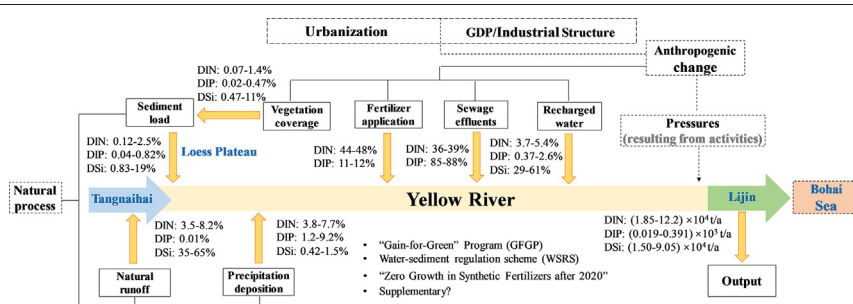 Urbanization
GDP/Industrial Structure
Anthropogenic
change
DIN: 0.07-1.4%
DIP: 0.02-0.47%
DSi: 0.47-11%
Sediment
load
Vegetation
coverage
Fertilizer
application
Sewage
effluents
Recharged
water
Pressures
(resulting from activities)
DIN: 0.12-2.5%
DIP: 0.04-0.82%
DSi: 0.83-19%
Loess Plateau
DIN: 44-48%
DIP: 11-12%
DIN: 36-39%
DIP: 85-88%
DIN: 3.7-5.4%
DIP: 0.37-2.6%
DSi: 29-61%
Natural
process
Tangnaihai
Yellow River
Lijin
Bohai
Sea
DIN: 3.5-8.2%
DIP: 0.01%
DSi: 35-65%
DIN: 3.8-7.7%
DIP: 1.2-9.2%
DSi: 0.42-1.5%
• "Gain-for-Green" Program (GFGP)
• Water-sediment regulation scheme (WSRS)
• "Zero Growth in Synthetic Fertilizers after 2020"
• Supplementary?
DIN: (1.85-12.2) ×10⁴ t/a
DIP: (0.019-0.391) ×10³ t/a
DSi: (1.50-9.05) ×10⁴ t/a
Natural
runoff
Precipitation
deposition
Output